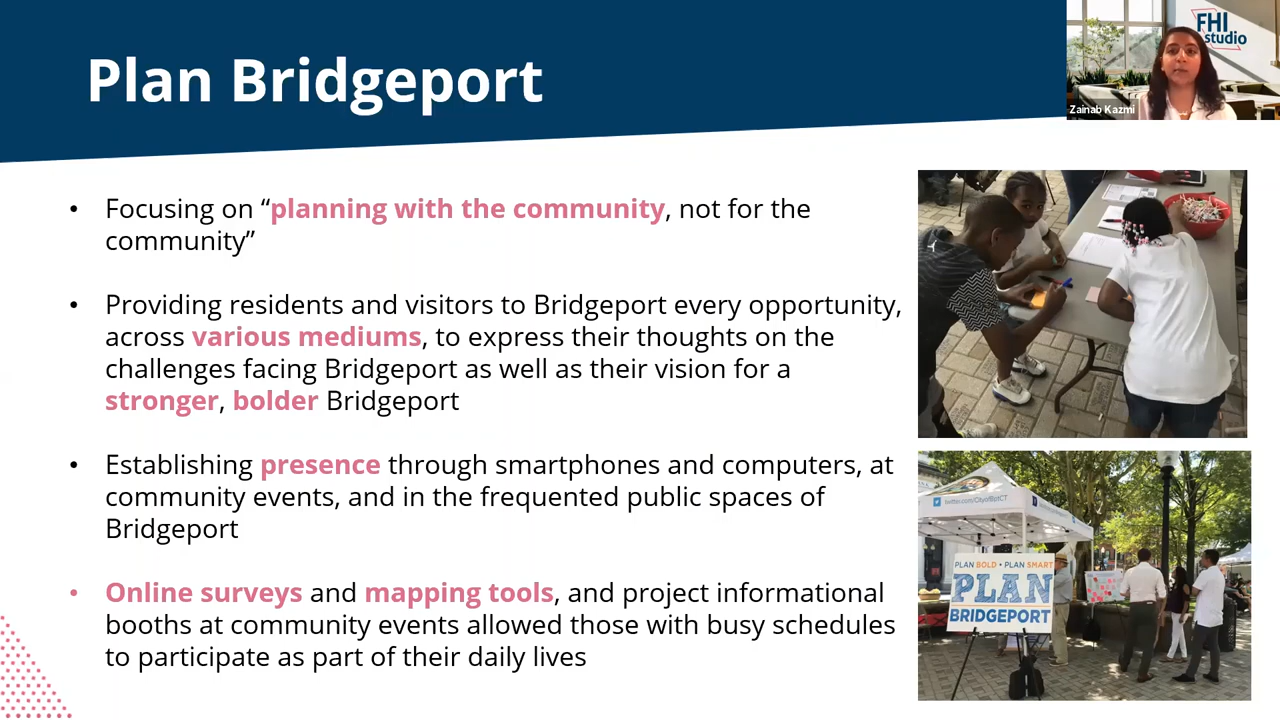 Plan Bridgeport
FHI
studio
Zainab Kazmi
• Focusing on “planning with the community, not for the
community”
• Providing residents and visitors to Bridgeport every opportunity,
across various mediums, to express their thoughts on the
challenges facing Bridgeport as well as their vision for a
stronger, bolder Bridgeport
• Establishing presence through smartphones and computers, at
community events, and in the frequented public spaces of
Bridgeport
• Online surveys and mapping tools, and project informational
booths at community events allowed those with busy schedules
to participate as part of their daily lives
twitter.com/CityofBptCT
PLAN BOLD • PLAN SMART
PLAN
BRIDGEPORT